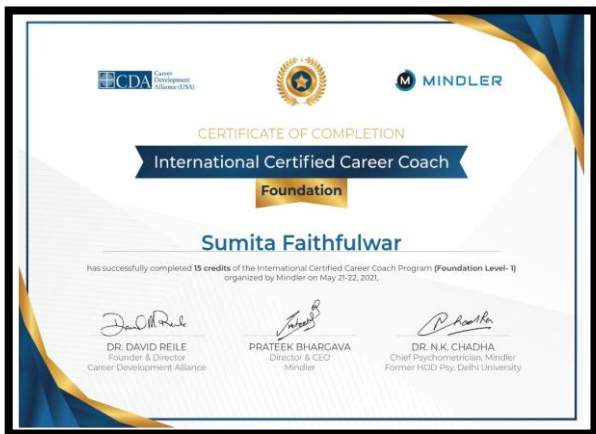 CDA Career
Development
Alliance (USA)
M MINDLER
CERTIFICATE OF COMPLETION
International Certified Career Coach
Foundation
Sumita Faithfulwar
has successfully completed 15 credits of the International Certified Career Coach Program (Foundation Level- 1)
organized by Mindler on May 21-22, 2021,
DR. DAVID REILE
Founder & Director
Career Development Alliance
PRATEEK BHARGAVA
Director & CEO
Mindler
DR. N.K. CHADHA
Chief Psychometrician, Mindler
Former HOD Psy. Delhi University